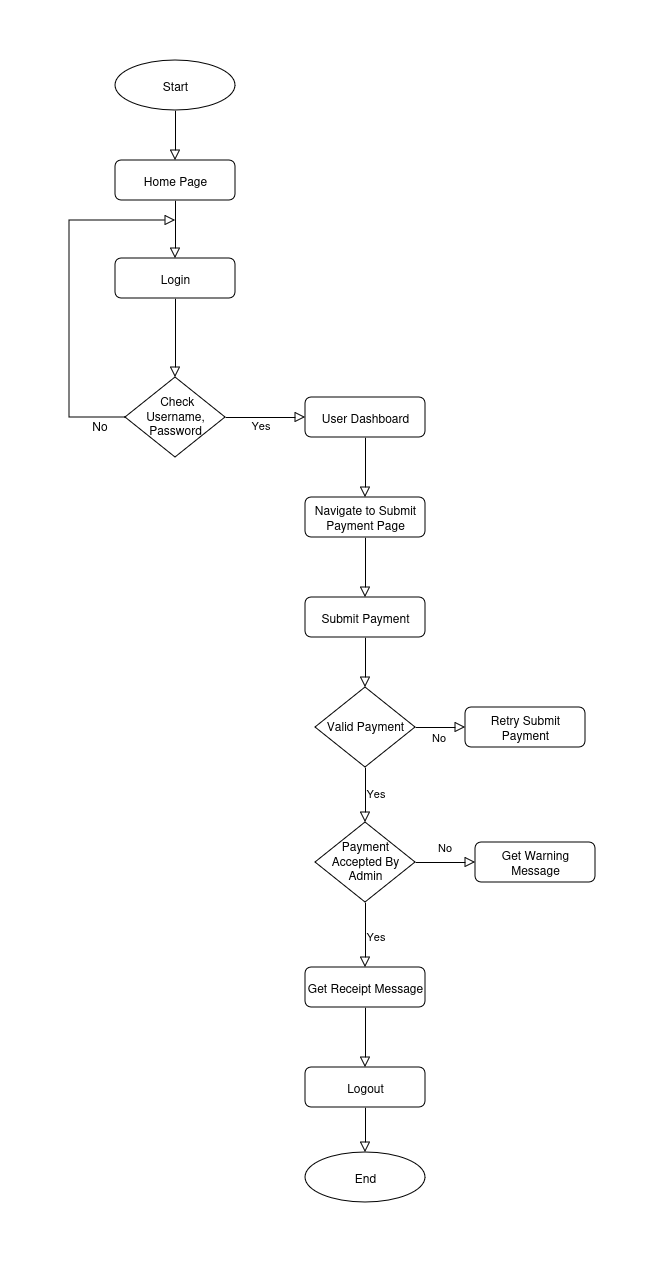 Start
Home Page
Login
Check
Username,
Password
No
Yes
User Dashboard
Navigate to Submit
Payment Page
Submit Payment
Valid Payment
No
Retry Submit
Payment
Yes
Payment
Accepted By
Admin
No
Get Warning
Message
Yes
Get Receipt Message
Logout
End